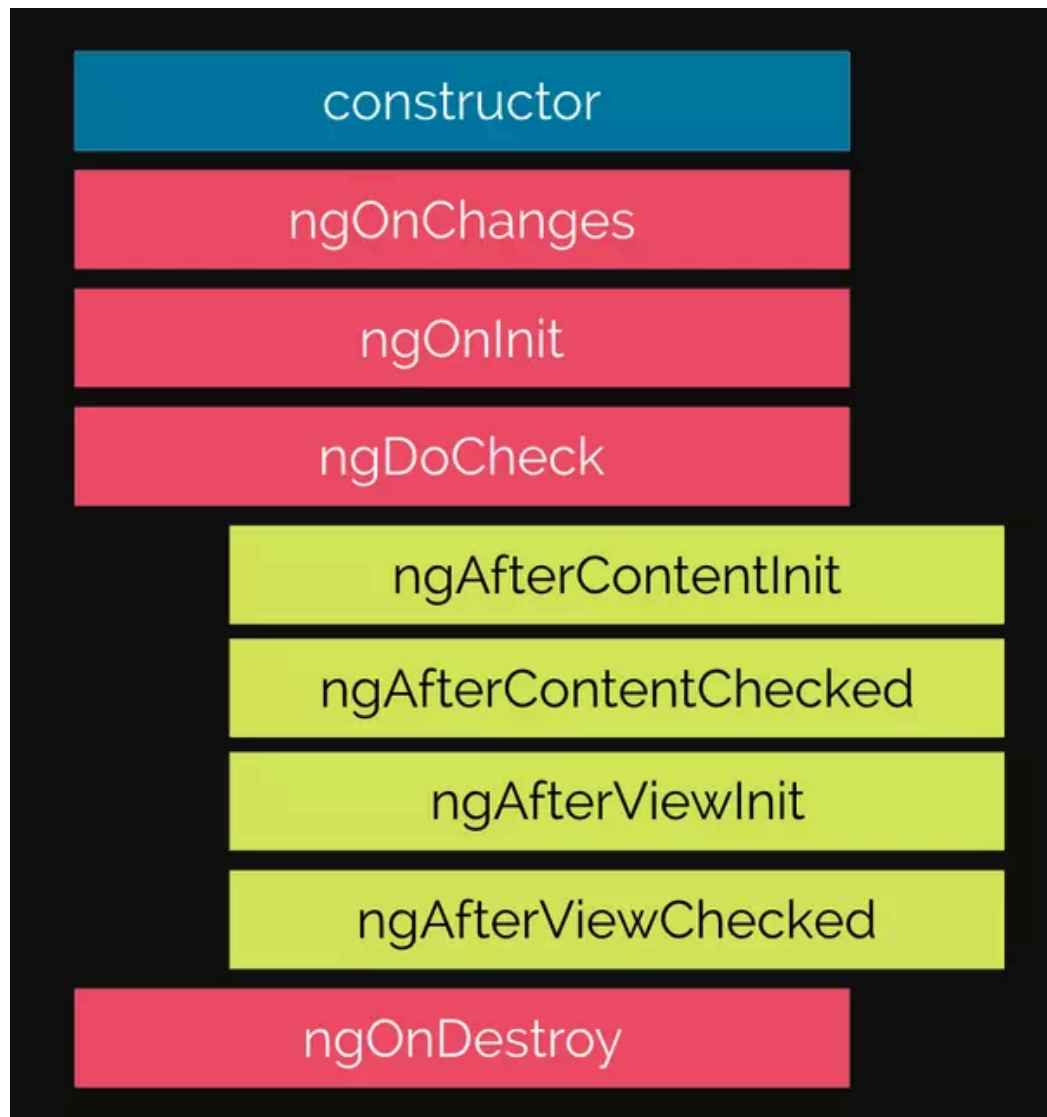 constructor
ngOnChanges
ngOnInit
ngDoCheck
ngAfterContentInit
ngAfterContentChecked
ngAfterViewInit
ngAfterViewChecked
ngOnDestroy